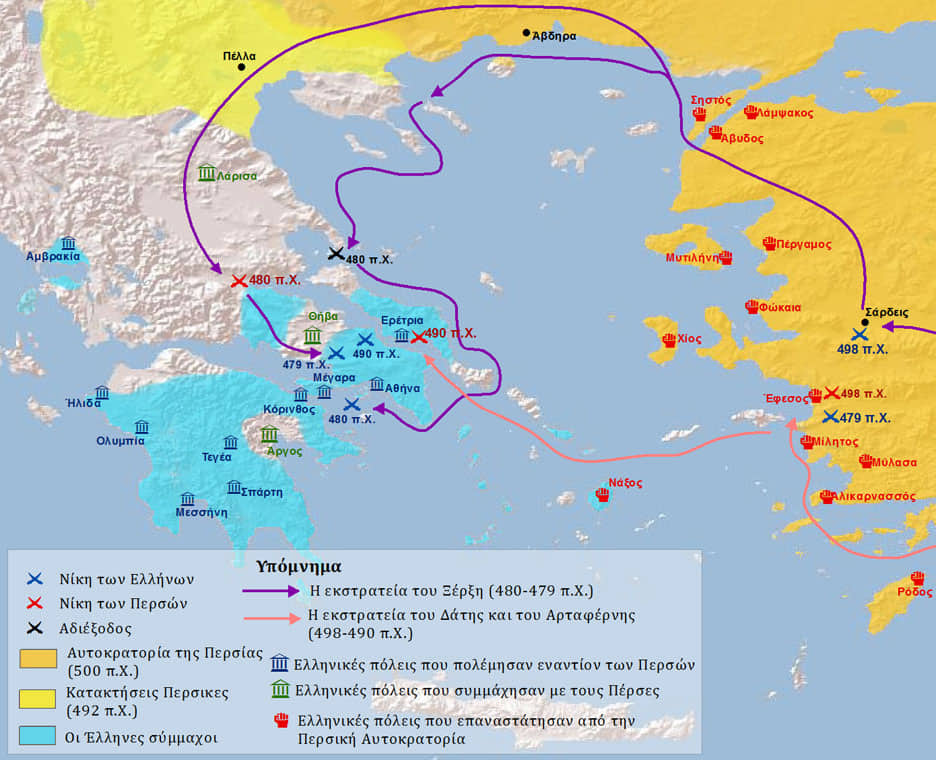 Άβδηρα
Πέλλα
Σηστός
Λάμψακος
Άβυδος
Λάρισα
Πέργαμος
Αμβρακία
480 π.Χ.
Μυτιλήνη
480 π.Χ.
Φώκαια
Σάρδεις
Θήβα
Ερέτρια
490 π.Χ.
Χίος
498 π.Χ.
490 π.Χ.
479 π.Χ.
Μέγαρα
Αθήνα
Ήλιδα
Κόρινθος
480 π.Χ.
Έφεσος
498 π.Χ.
479 π.Χ.
Ολυμπία
Τεγέα
Άργος
Μίλητος
Μύλασα
Νάξος
Σπάρτη
Μεσσήνη
Αλικαρνασσός
Ρόδος
Υπόμνημα
Νίκη των Ελλήνων
Νίκη των Περσών
Αδιέξοδος
Αυτοκρατορία της Περσίας
(500 π.Χ.)
Κατακτήσεις Περσικες
(492 π.Χ.)
Οι Έλληνες σύμμαχοι
Η εκστρατεία του Ξέρξη (480-479 π.Χ.)
Η εκστρατεία του Δάτης και του Αρταφέρνης
(498-490 π.Χ.)
Ελληνικές πόλεις που πολέμησαν εναντίον των Περσών
Ελληνικές πόλεις που συμμάχησαν με τους Πέρσες
Ελληνικές πόλεις που επαναστάτησαν από την
Περσική Αυτοκρατορία